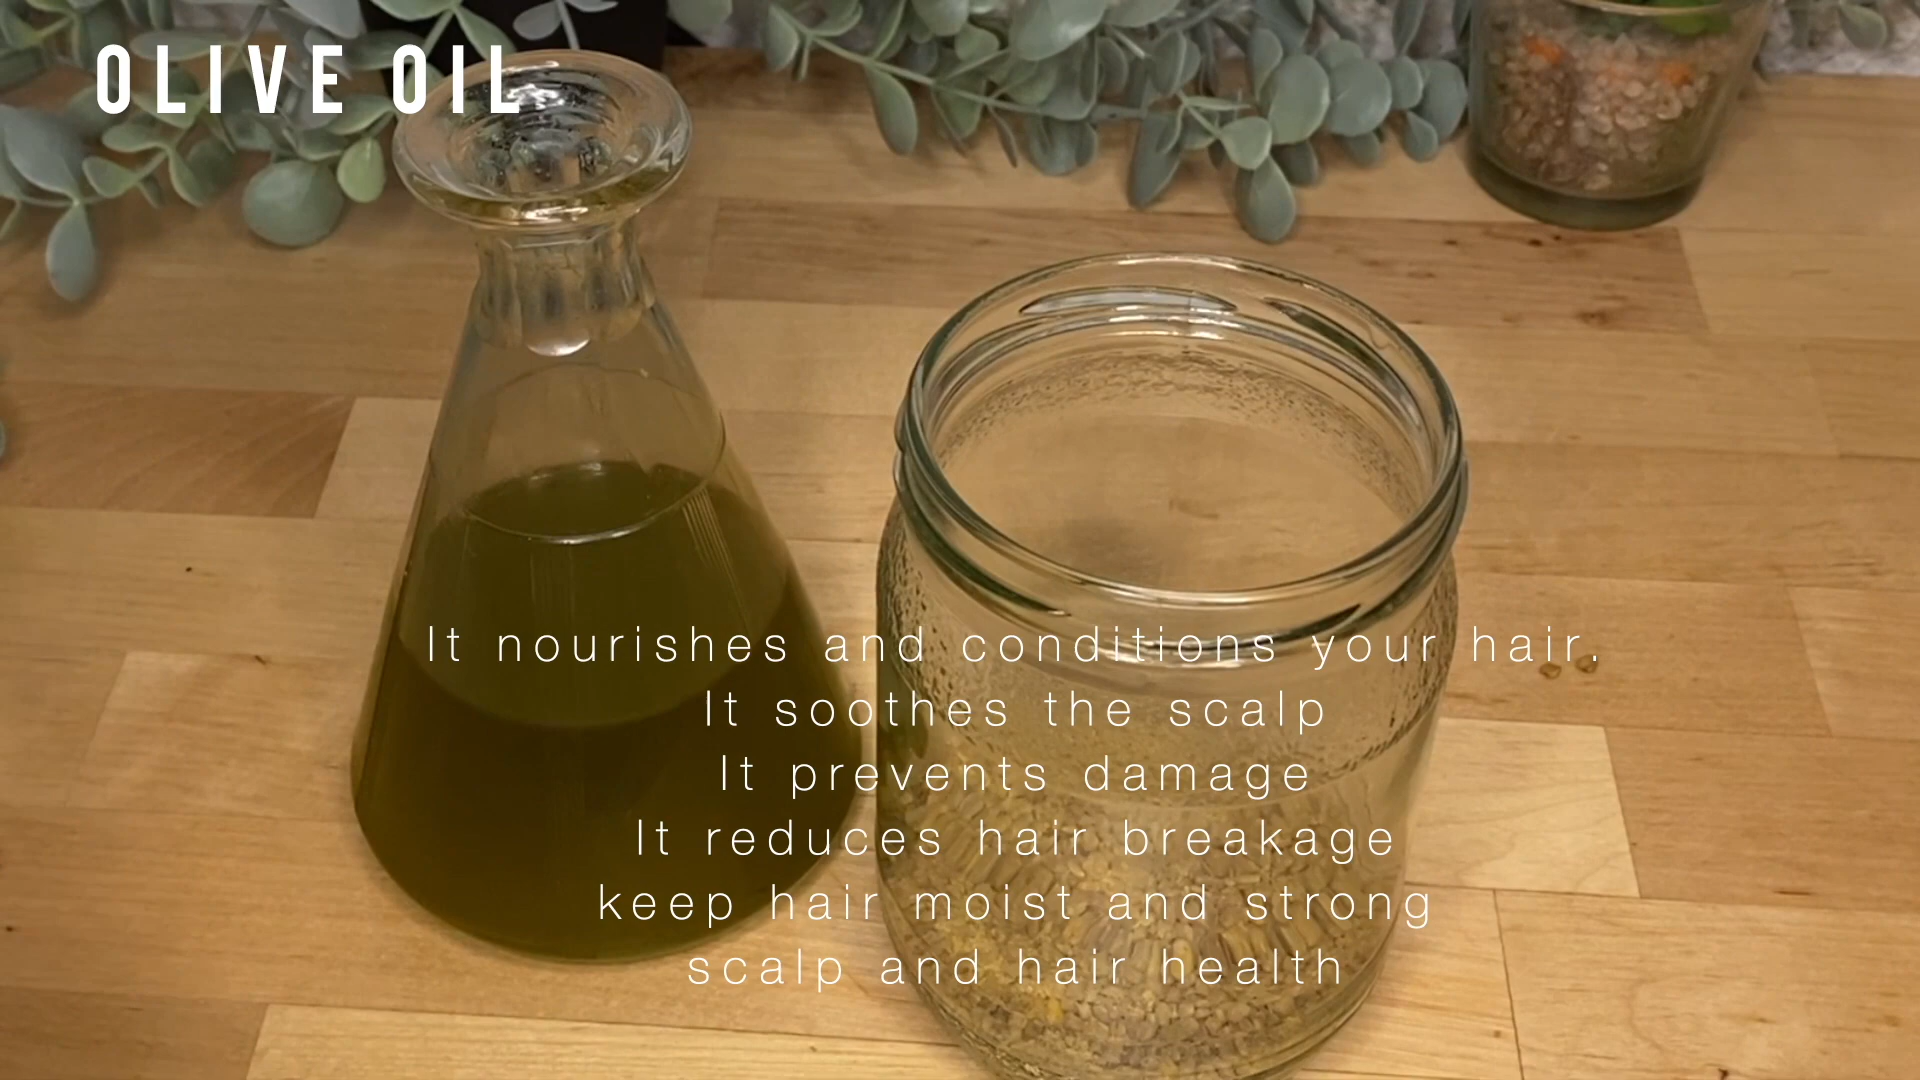 OLIVE OIL
It nourishes and conditions your hair.
It soothes the scalp
It prevents damage
It reduces hair breakage
keep hair moist and strong
scalp and hair health